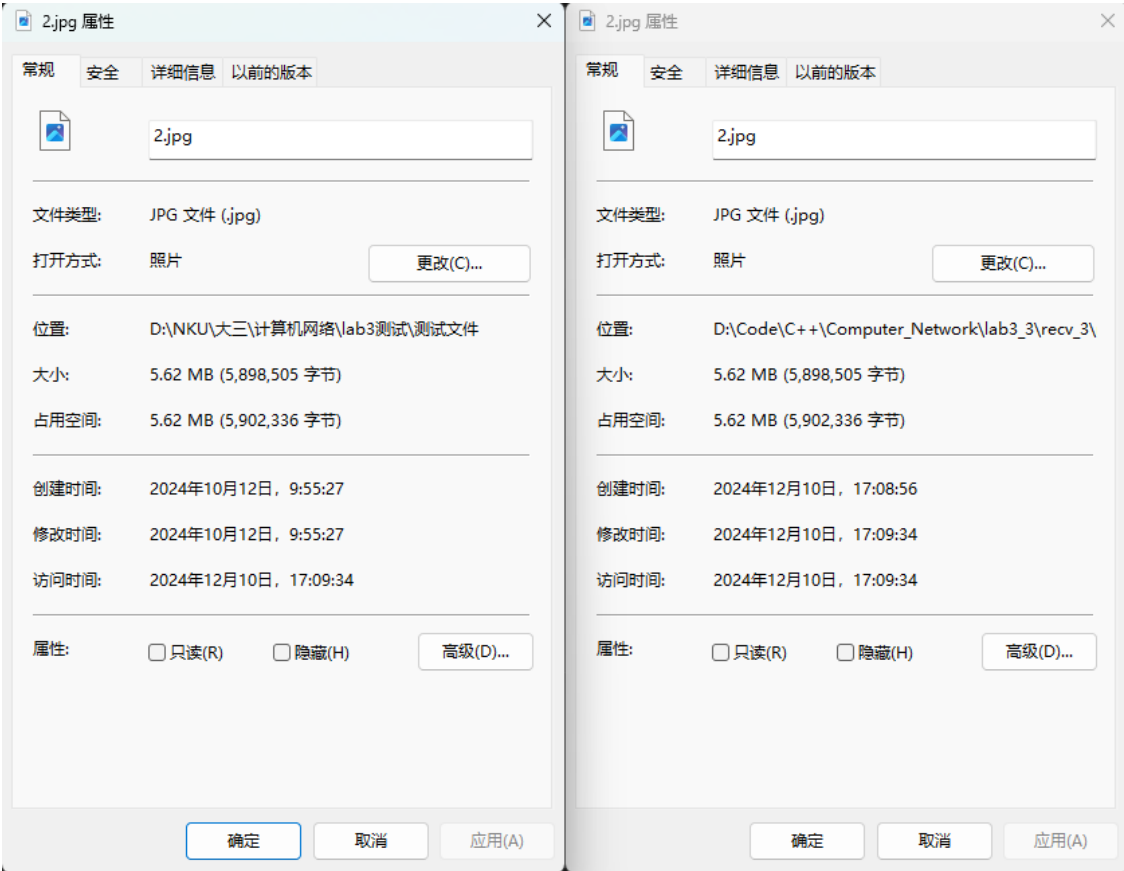 2.jpg 属性
常规
安全
详细信息
以前的版本
2.jpg
文件类型:
JPG 文件 (.jpg)
打开方式:
照片
更改(C)...
位置:
D:\NKU\大三\计算机网络\lab3测试\测试文件
大小:
5.62 MB (5,898,505 字节)
占用空间:
5.62 MB (5,902,336 字节)
创建时间:
2024年10月12日，9:55:27
修改时间:
2024年10月12日，9:55:27
访问时间:
2024年12月10日，17:09:34
属性:
只读(R)
隐藏(H)
高级(D)...
确定
取消
应用(A)
2.jpg 属性
常规
安全
详细信息
以前的版本
2.jpg
文件类型:
JPG 文件 (.jpg)
打开方式:
照片
更改(C)...
位置:
D:\Code\C++\Computer_Network\lab3_3\recv_3\
大小:
5.62 MB (5,898,505 字节)
占用空间:
5.62 MB (5,902,336 字节)
创建时间:
2024年12月10日，17:08:56
修改时间:
2024年12月10日，17:09:34
访问时间:
2024年12月10日，17:09:34
属性:
只读(R)
隐藏(H)
高级(D)...
确定
取消
应用(A)